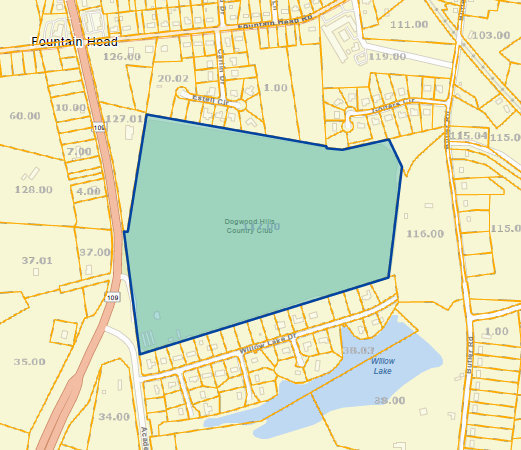 Fountain Head Rd
111.00
103.00
Fountain Head
126.00
119.00
20.02
1.00
Estell Cir
10.00
60.00
127.01
109
115.04
115.0
7.00
128.00
4.00
Dogwood Hills
Country Club
116.00
115.0
37.01
37.00
109
1.00
Willow Lake Dr
38.03
35.00
Willow
Lake
38.00
34.00
Acade